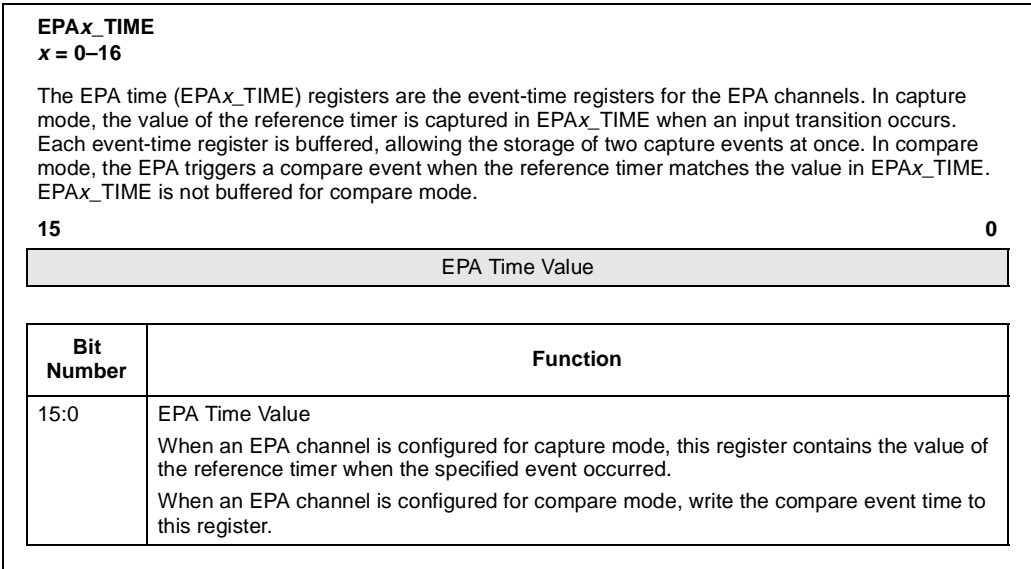 EPAx_TIME
x = 0–16
The EPA time (EPAx_TIME) registers are the event-time registers for the EPA channels. In capture
mode, the value of the reference timer is captured in EPAx_TIME when an input transition occurs.
Each event-time register is buffered, allowing the storage of two capture events at once. In compare
mode, the EPA triggers a compare event when the reference timer matches the value in EPAx_TIME.
EPAx_TIME is not buffered for compare mode.
15 0
EPA Time Value
Bit
Number
Function
15:0
EPA Time Value
When an EPA channel is configured for capture mode, this register contains the value of
the reference timer when the specified event occurred.
When an EPA channel is configured for compare mode, write the compare event time to
this register.